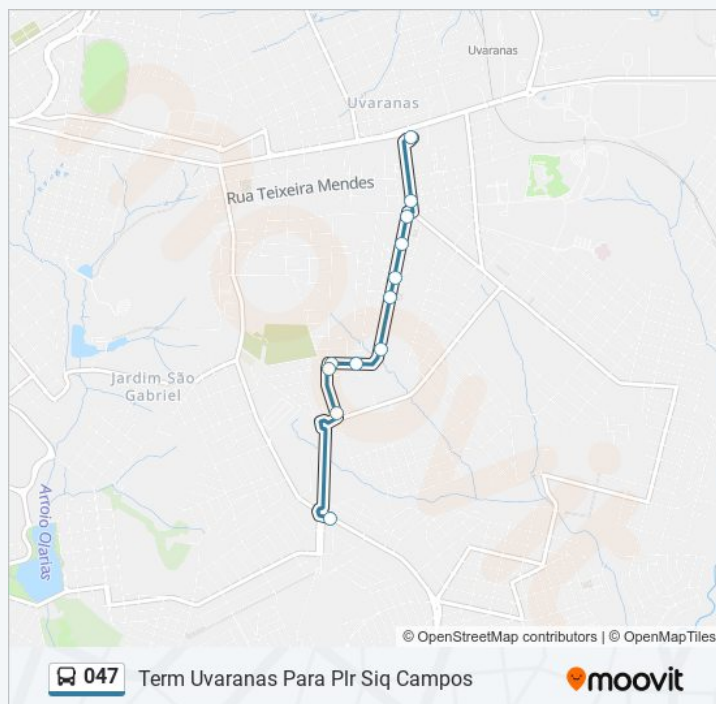 Uvaranas
Uvaranas
Rua Teixeira Mendes
Jardim São
Gabriel
Arroio Olarias
© OpenStreetMap contributors | © OpenMapTiles
047 Term Uvaranas Para Plr Siq Campos moovit
moovit